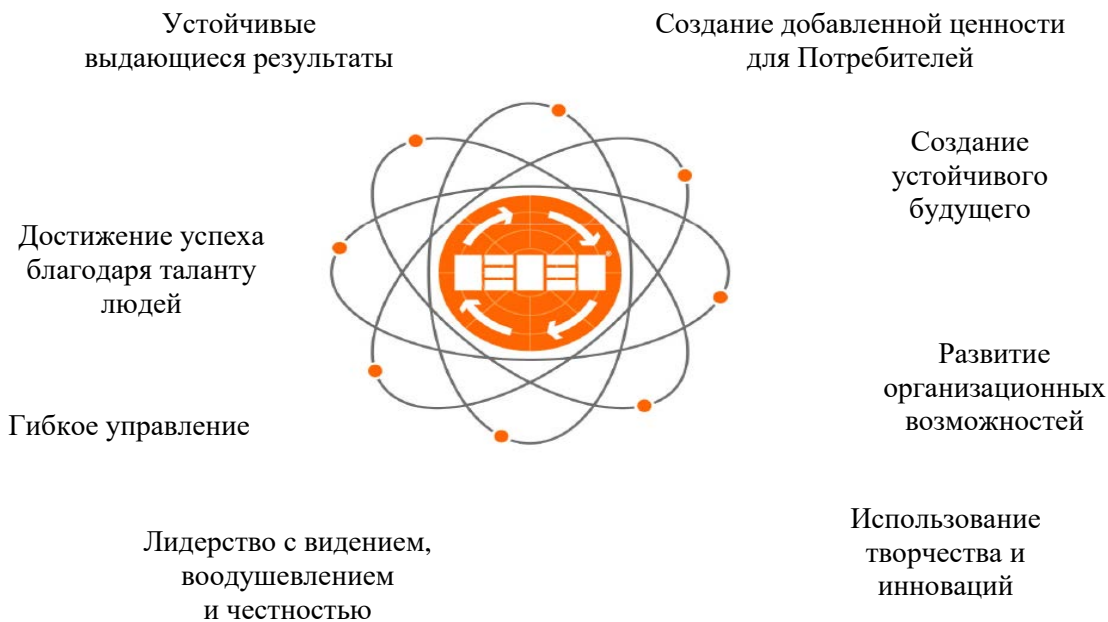 Устойчивые
выдающиеся результаты
Создание добавленной ценности
для Потребителей
Создание
устойчивого
будущего
Достижение успеха
благодаря таланту
людей
Развитие
организационных
возможностей
Гибкое управление
Использование
творчества и
инноваций
Лидерство с видением,
воодушевлением
и честностью